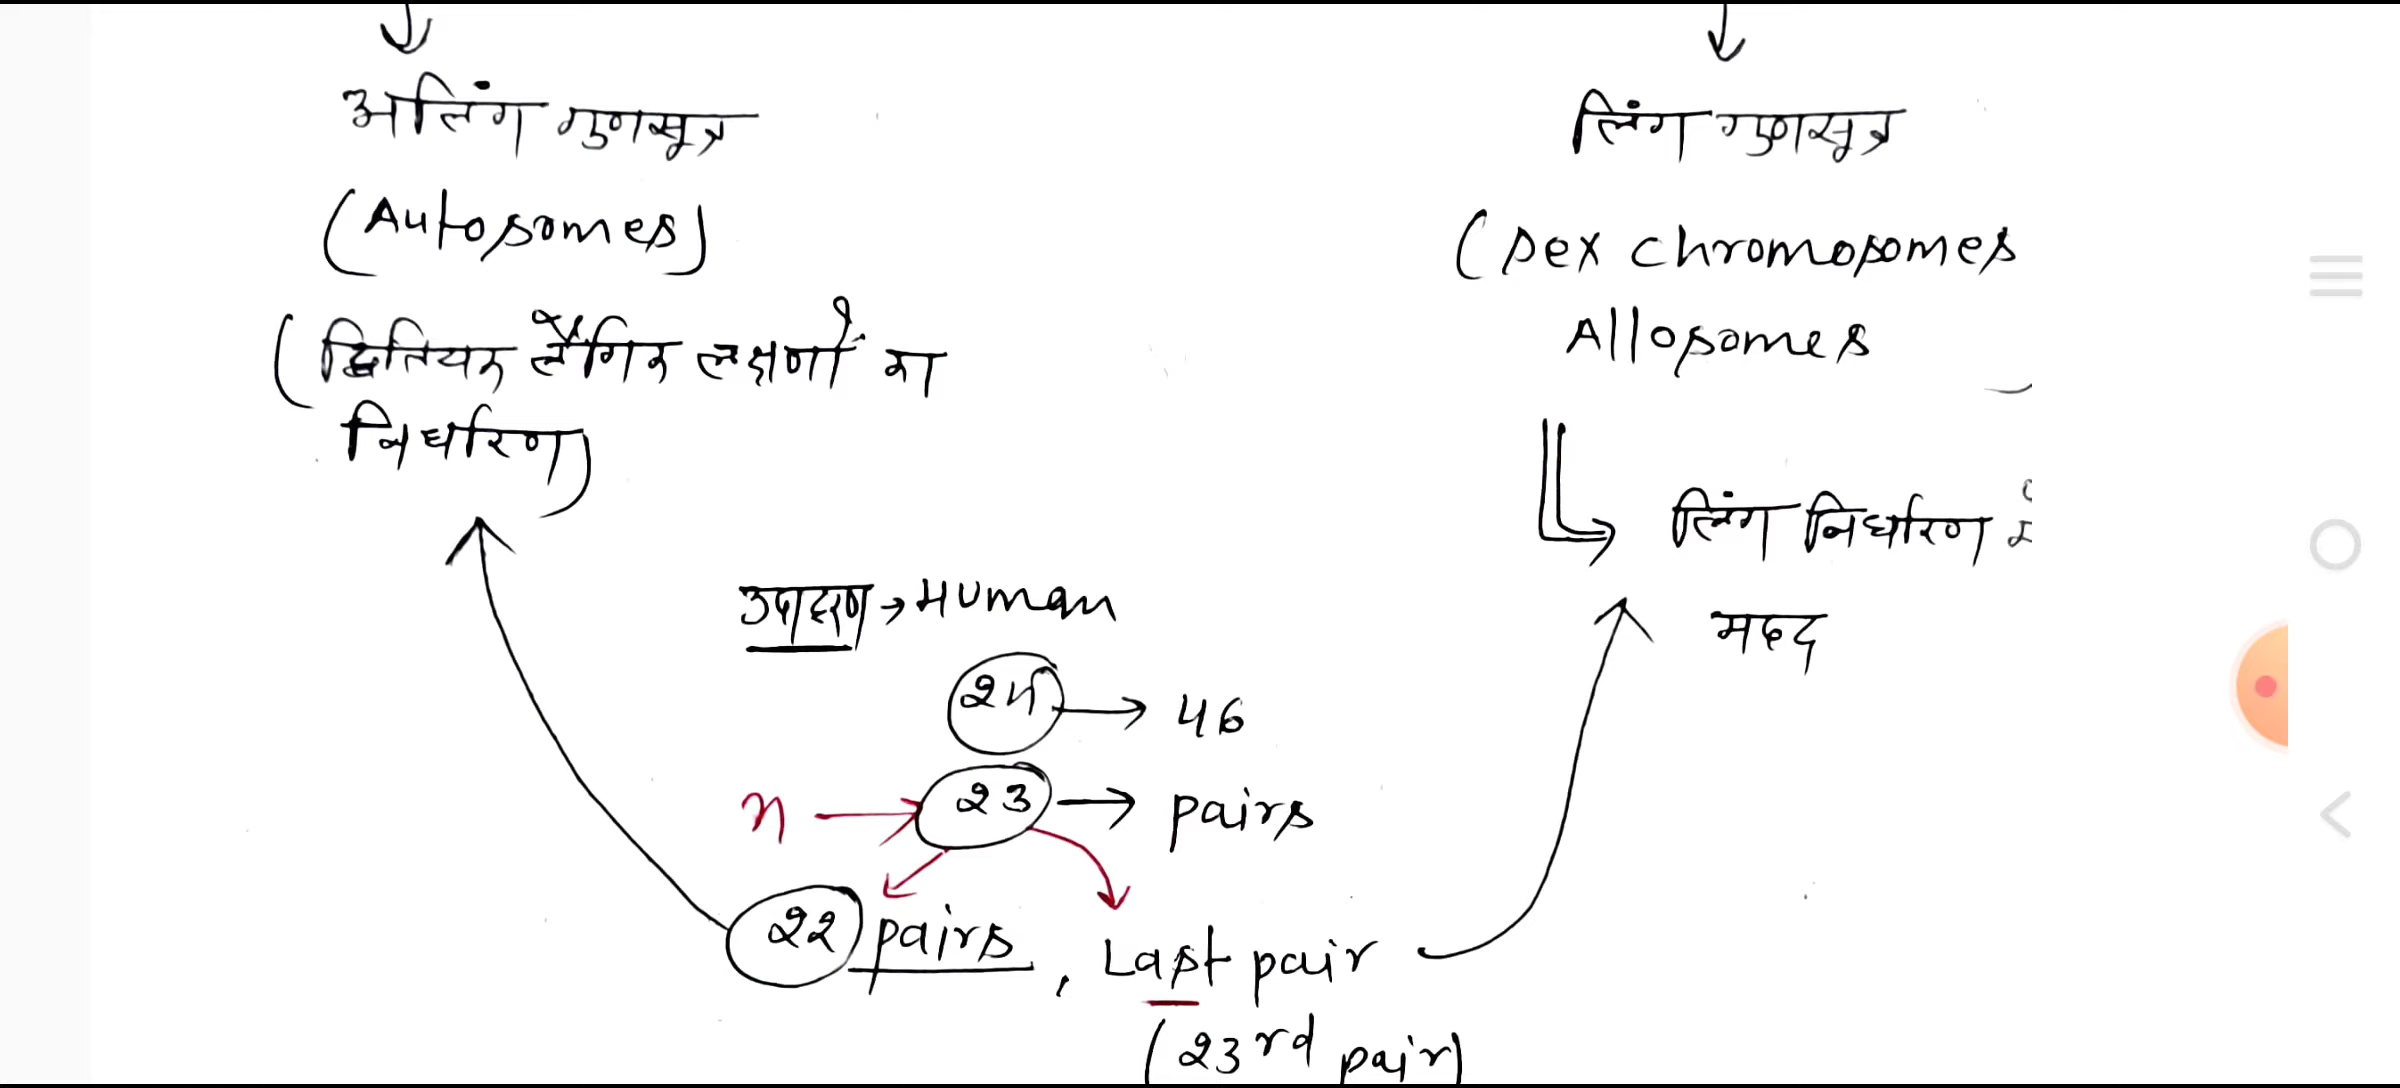 अलिंग गुणसूत्र
(Autosomes)
(द्वितियक लैंगिक लक्षणों का
निर्धारण)
लिंग गुणसूत्र
(sex chromosomes
Allosomes
लिंग निर्धारण में
मदद
उदाहरण → Human
2n → 46
n → 23 → pairs
22 pairs, Last pair
(23rd pair)